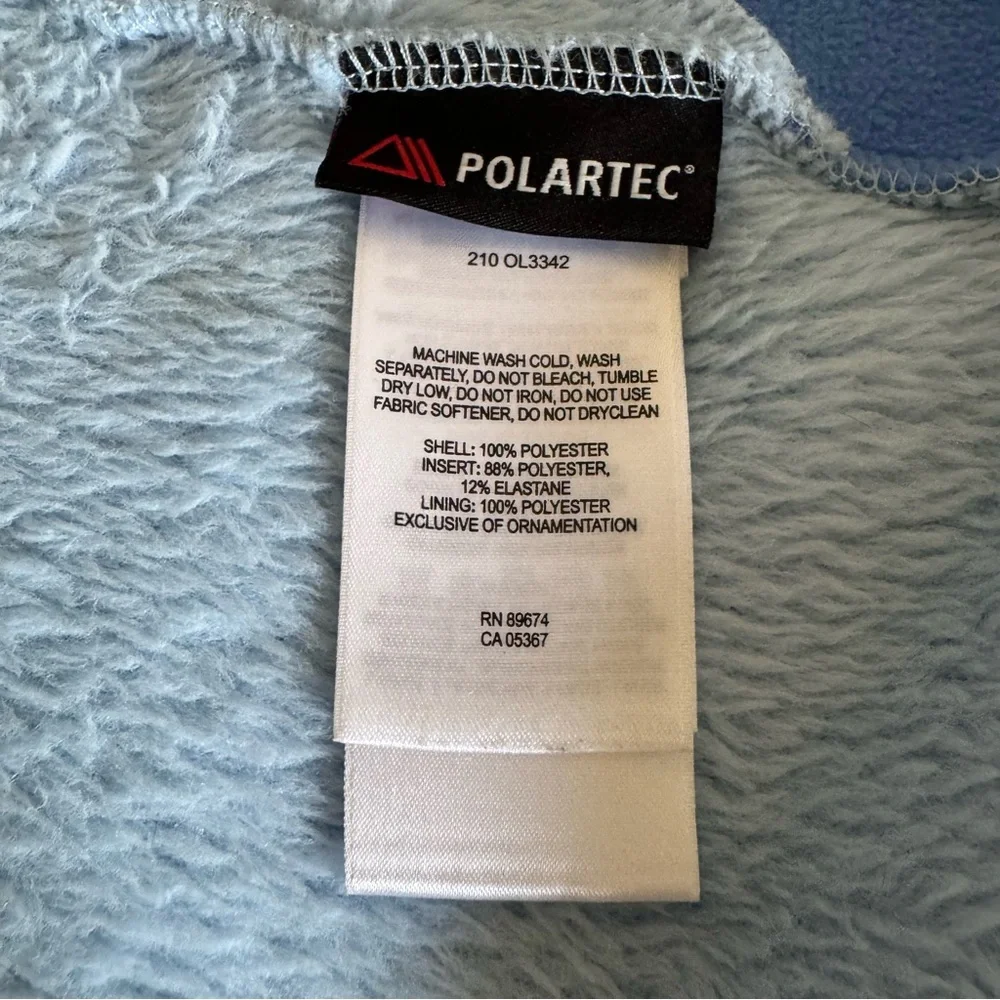 POLARTEC®
210 OL3342
MACHINE WASH COLD, WASH
SEPARATELY, DO NOT BLEACH, TUMBLE
DRY LOW, DO NOT IRON, DO NOT USE
FABRIC SOFTENER, DO NOT DRYCLEAN
SHELL: 100% POLYESTER
INSERT: 88% POLYESTER,
12% ELASTANE
LINING: 100% POLYESTER
EXCLUSIVE OF ORNAMENTATION
RN 89674
CA 05367